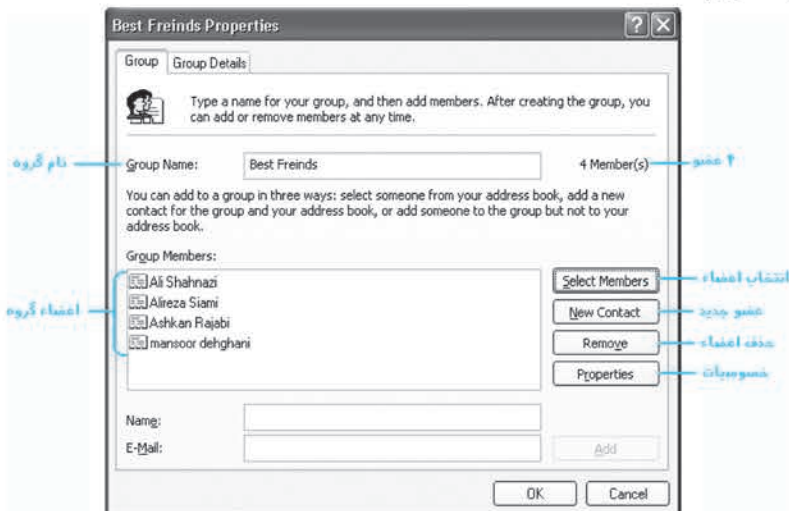 Best Freinds Properties
Group Group Details
Type a name for your group, and then add members. After creating the group, you
can add or remove members at any time.
نام گروه Group Name: Best Freinds 4 Member(s) ۴ عضو
You can add to a group in three ways: select someone from your address book, add a new
contact for the group and your address book, or add someone to the group but not to your
address book.
Group Members:
Ali Shahnazi Select Members انتخاب اعضاء
Alireza Siami New Contact عضو جدید
اعضاء گروه
Ashkan Rajabi Remove حذف اعضاء
mansoor dehghani Properties خصوصیات
Name:
E-Mail: Add
OK Cancel